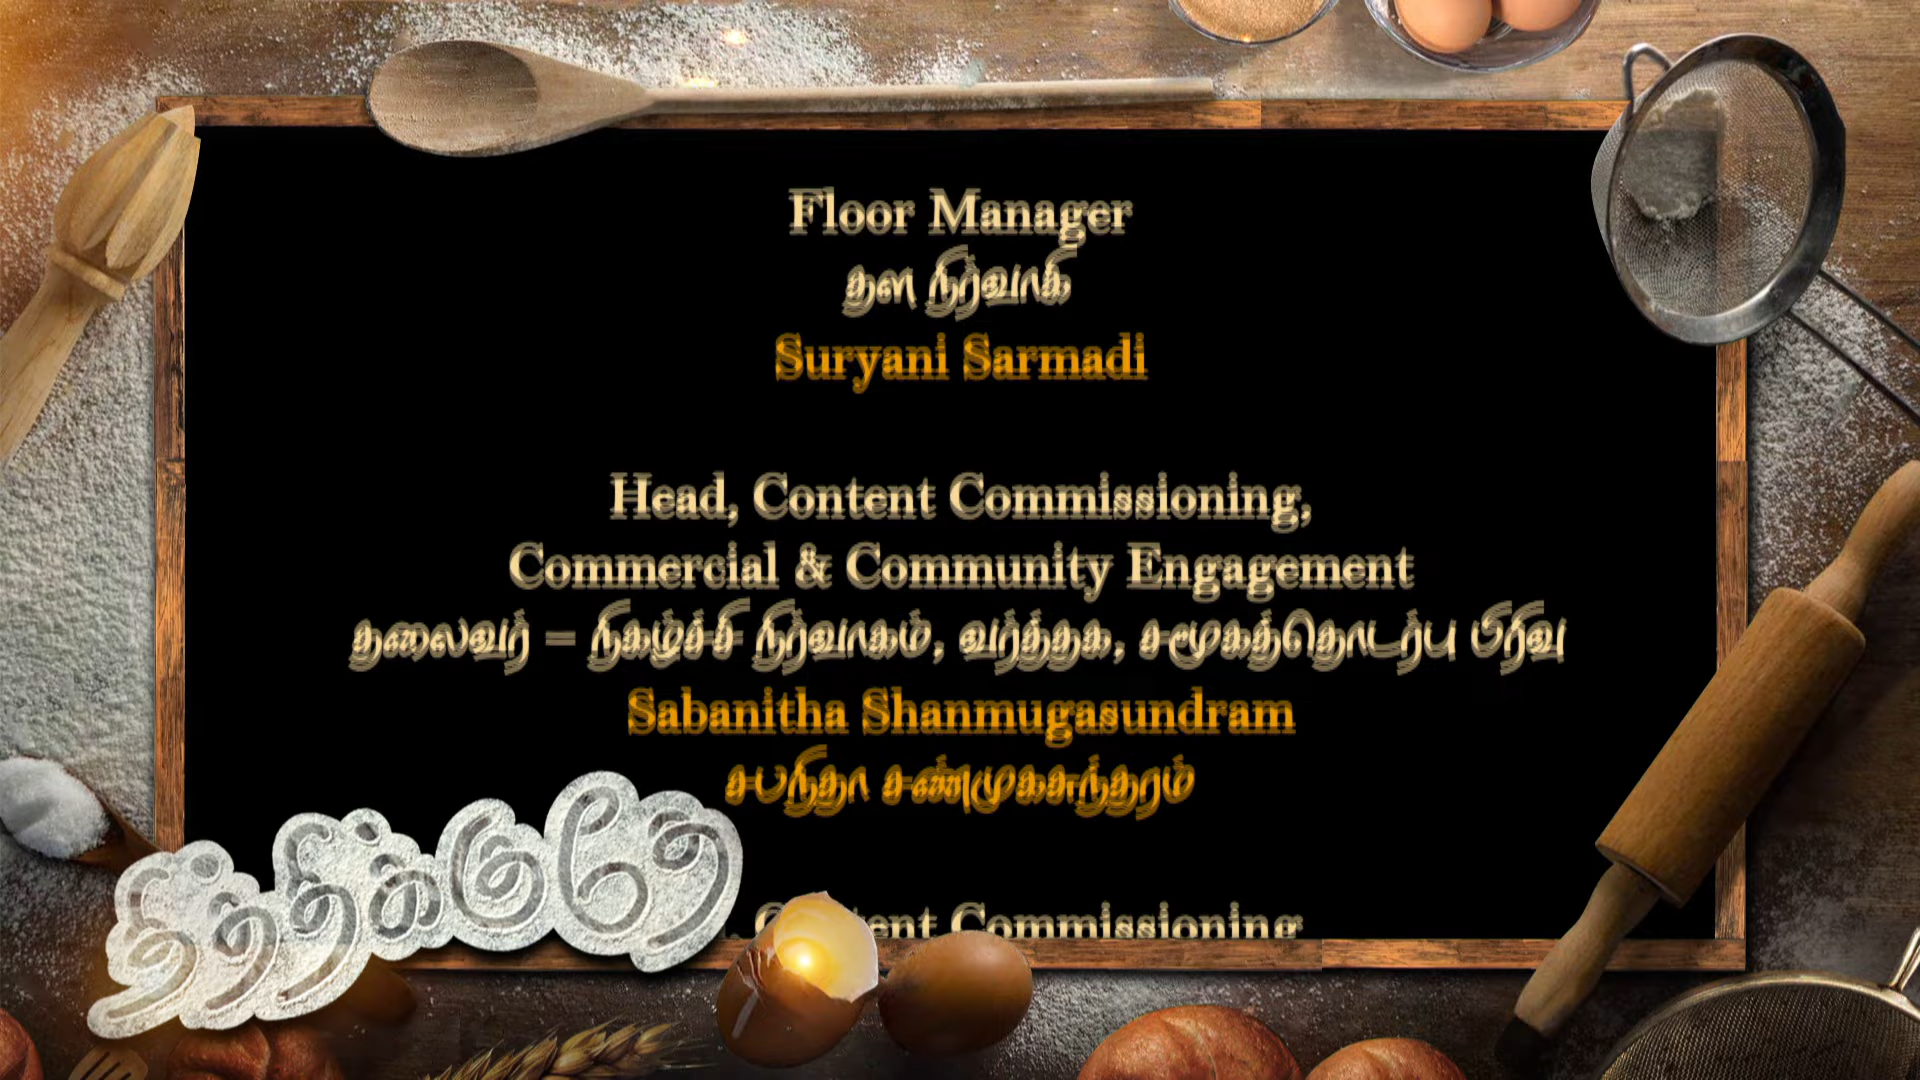 Floor Manager
தள நிர்வாகி
Suryani Sarmadi
Head, Content Commissioning,
Commercial & Community Engagement
தலைவர் – நிகழ்ச்சி நிர்வாகம், வர்த்தக, சமூகத்தொடர்பு பிரிவு
Sabanitha Shanmugasundram
சபநிதா சண்முகசுந்தரம்
தித்திக்குதே
Content Commissioning